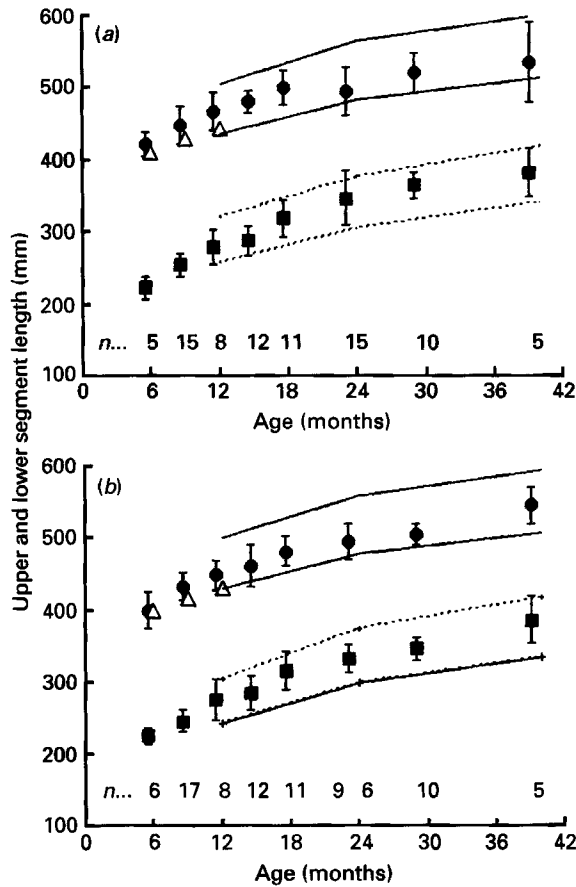 Upper and lower segment length (mm)
600
(a)
500
400
300
200
n... 5 15 8 12 11 15 10 5
100
0 6 12 18 24 30 36 42
Age (months)
600
(b)
500
400
300
200
n... 6 17 8 12 11 9 6 10 5
100
0 6 12 18 24 30 36 42
Age (months)